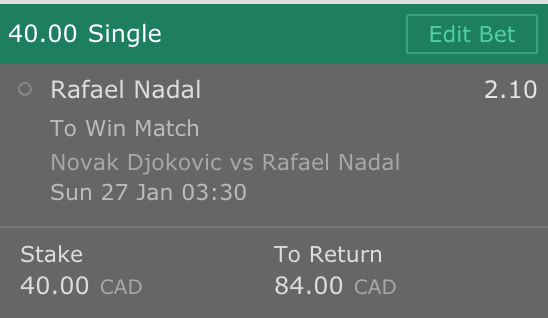 40.00 Single Edit Bet
Rafael Nadal 2.10
To Win Match
Novak Djokovic vs Rafael Nadal
Sun 27 Jan 03:30
Stake To Return
40.00 CAD 84.00 CAD